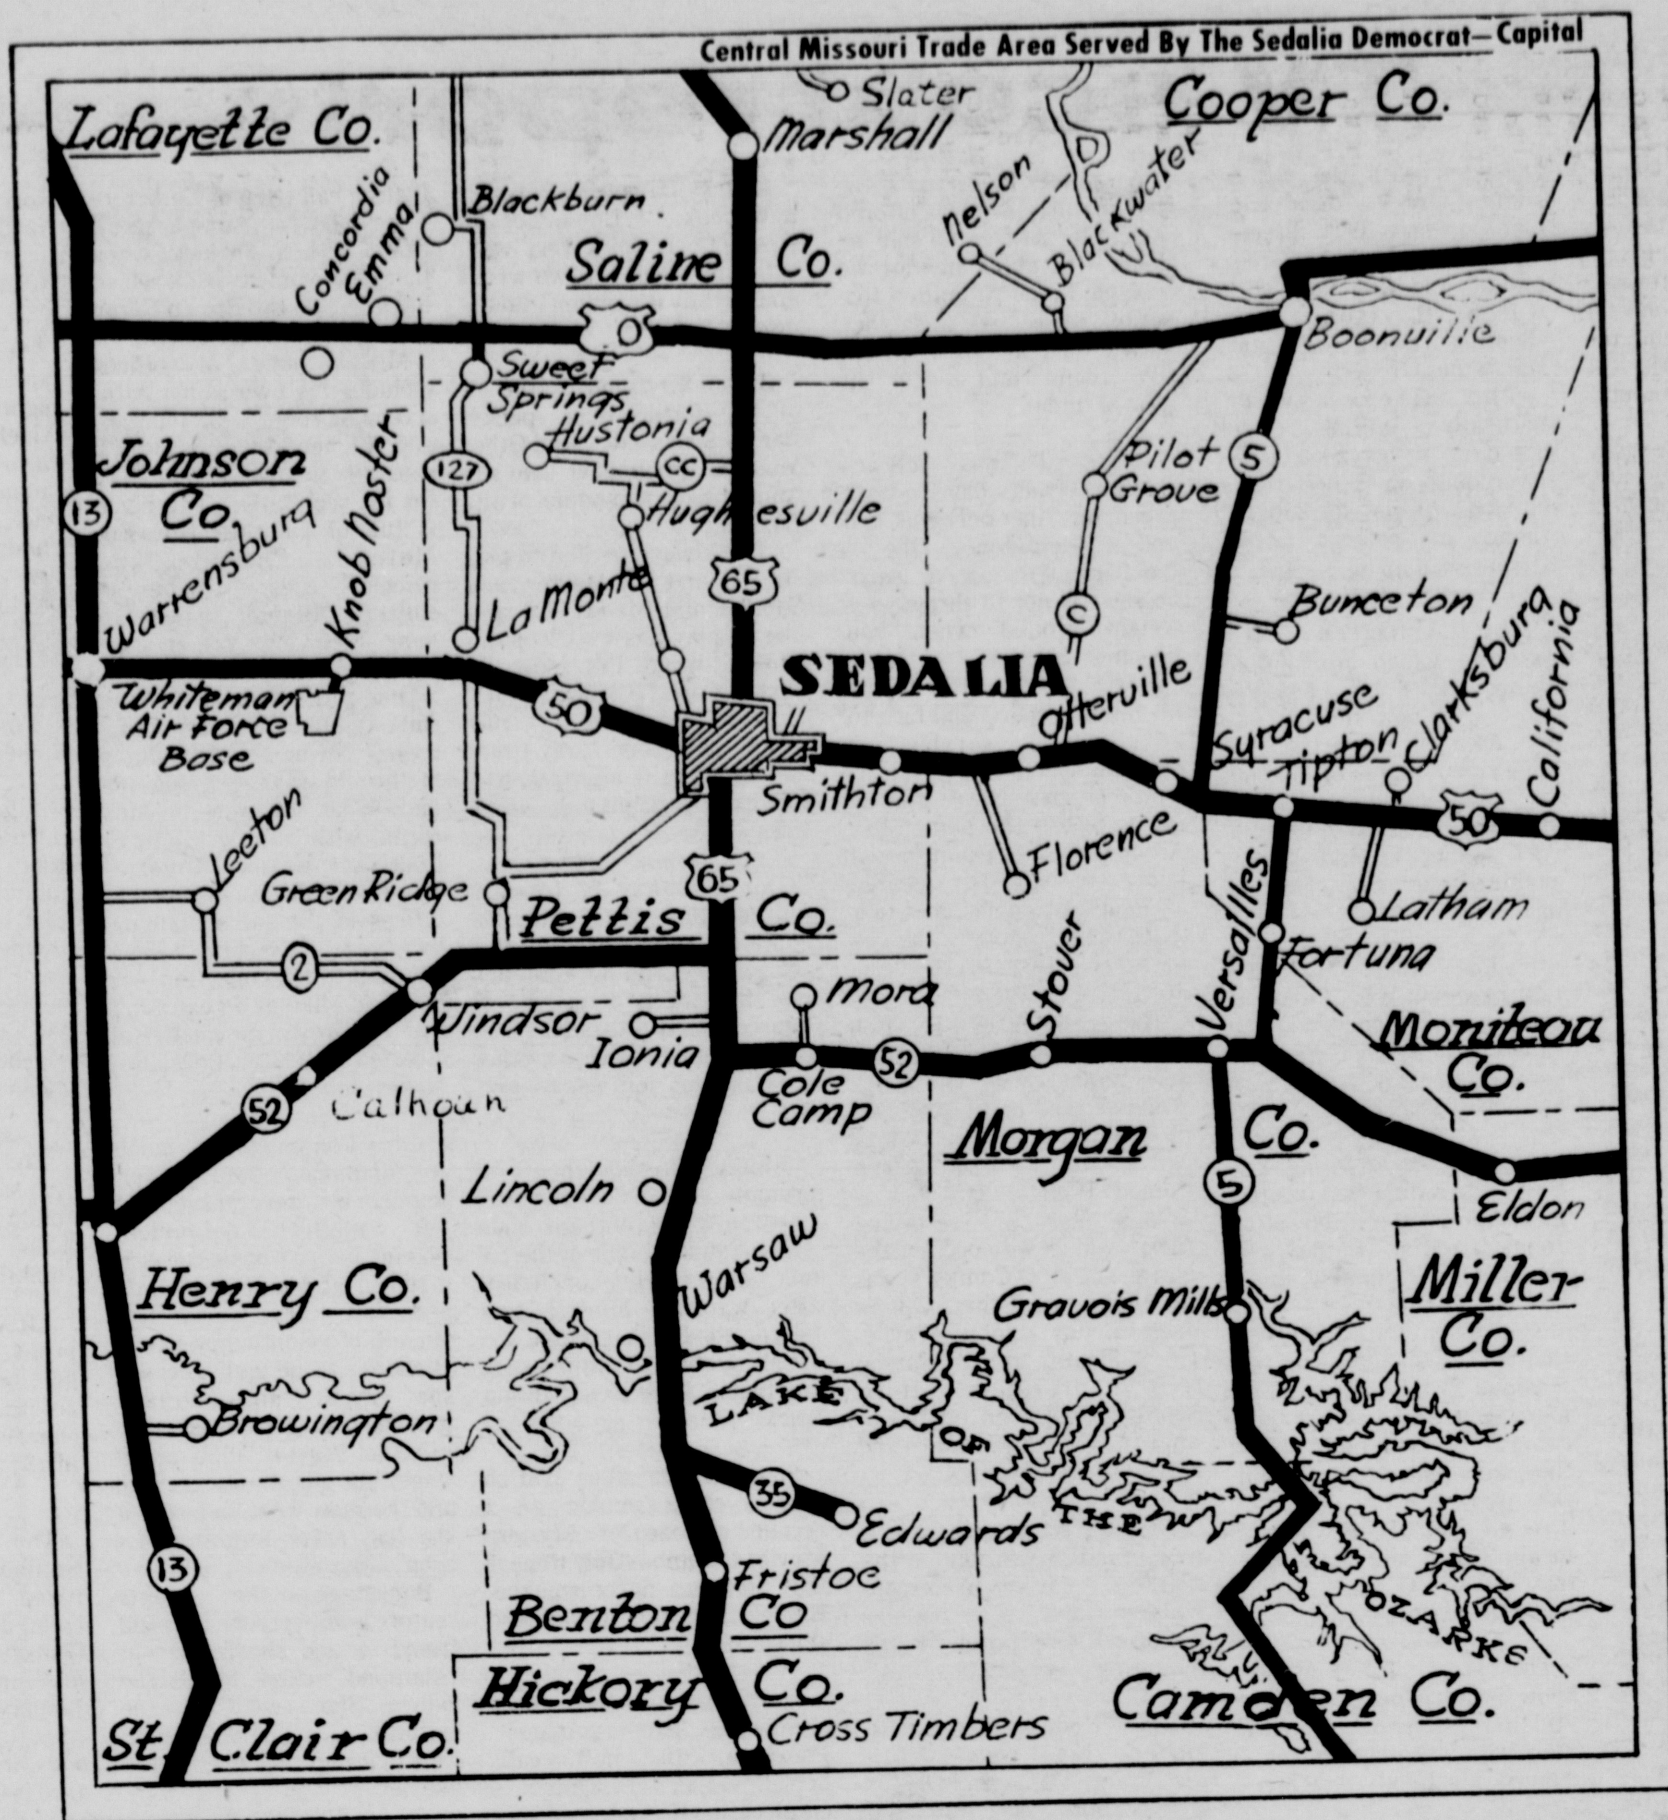 Central Missouri Trade Area Served By The Sedalia Democrat—Capital
Lafayette Co.
Slater
Cooper Co.
Marshall
Concordia
Emma
Blackburn
Nelson
Blackwater
Saline Co.
Boonville
Sweet
Springs
Hustonia
Johnson
Co.
Knob Noster
127
CC
Pilot
Grove
5
13
Hughesville
Warrensburg
La Monte
65
C
Bunceton
Clarksburg
California
SEDALIA
Otterville
Whiteman
Air Force
Base
50
Syracuse
Tipton
Smithton
50
Leeton
Florence
Green Ridge
65
Versailles
Latham
Pettis Co.
Stover
Fortuna
2
Mora
Windsor
Ionia
Moniteau
Co.
52
Cole
Camp
52
Calhoun
Morgan Co.
Lincoln
5
Eldon
Warsaw
Henry Co.
Gravois Mills
Miller
Co.
Browington
LAKE
OF
THE
OZARKE
35
Edwards
13
Fristoe
Benton Co
Hickory Co.
Camden Co.
St. Clair Co.
Cross Timbers